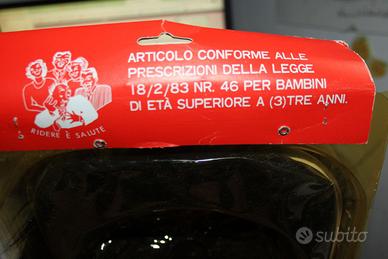 ARTICOLO CONFORME ALLE
PRESCRIZIONI DELLA LEGGE
18/2/83 NR. 46 PER BAMBINI
DI ETÀ SUPERIORE A (3) TRE ANNI.
RIDERE È SALUTE
subito